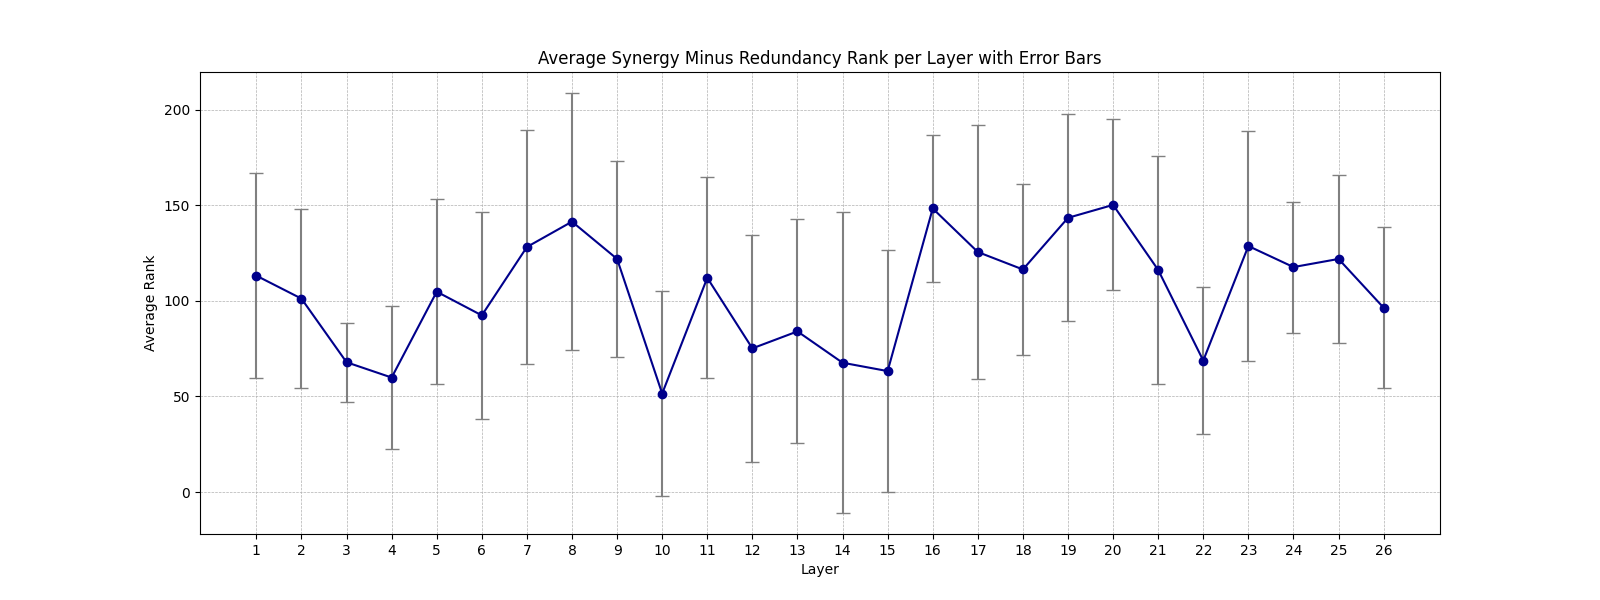 Average Synergy Minus Redundancy Rank per Layer with Error Bars
200
150
100
50
0
Average Rank
1 2 3 4 5 6 7 8 9 10 11 12 13 14 15 16 17 18 19 20 21 22 23 24 25 26
Layer